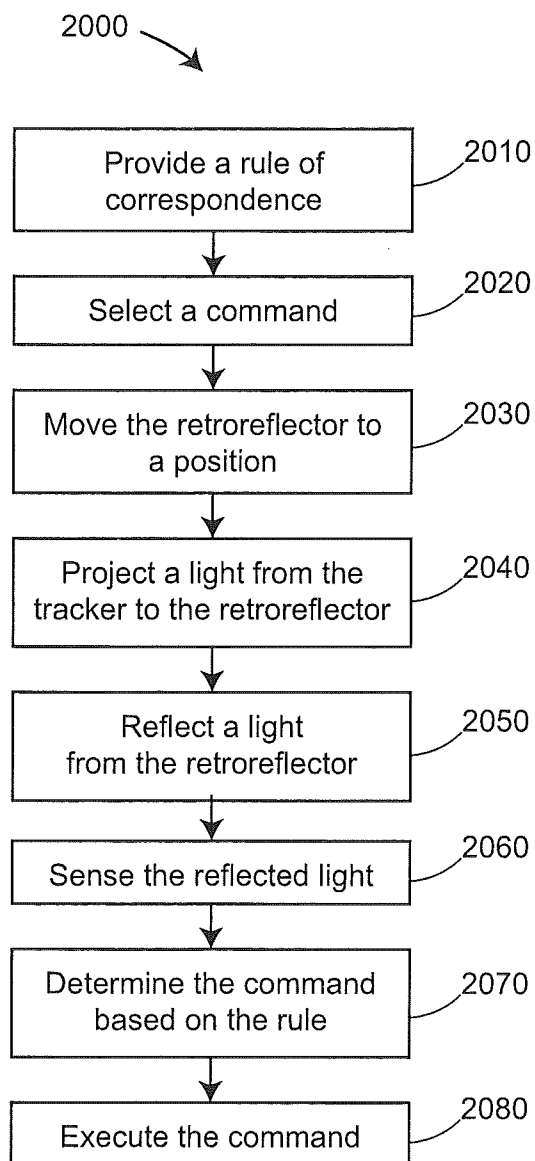 2000
Provide a rule of
correspondence
2010
Select a command
2020
Move the retroreflector to
a position
2030
Project a light from the
tracker to the retroreflector
2040
Reflect a light
from the retroreflector
2050
Sense the reflected light
2060
Determine the command
based on the rule
2070
Execute the command
2080